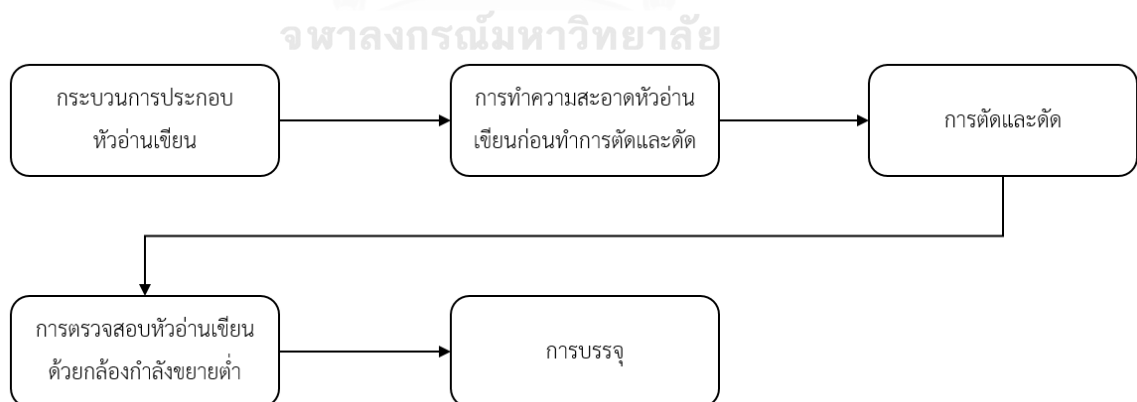 จุฬาลงกรณ์มหาวิทยาลัย
กระบวนการประกอบ
หัวอ่านเขียน
การทำความสะอาดหัวอ่าน
เขียนก่อนทำการตัดและดัด
การตัดและดัด
การตรวจสอบหัวอ่านเขียน
ด้วยกล้องกำลังขยายต่ำ
การบรรจุ